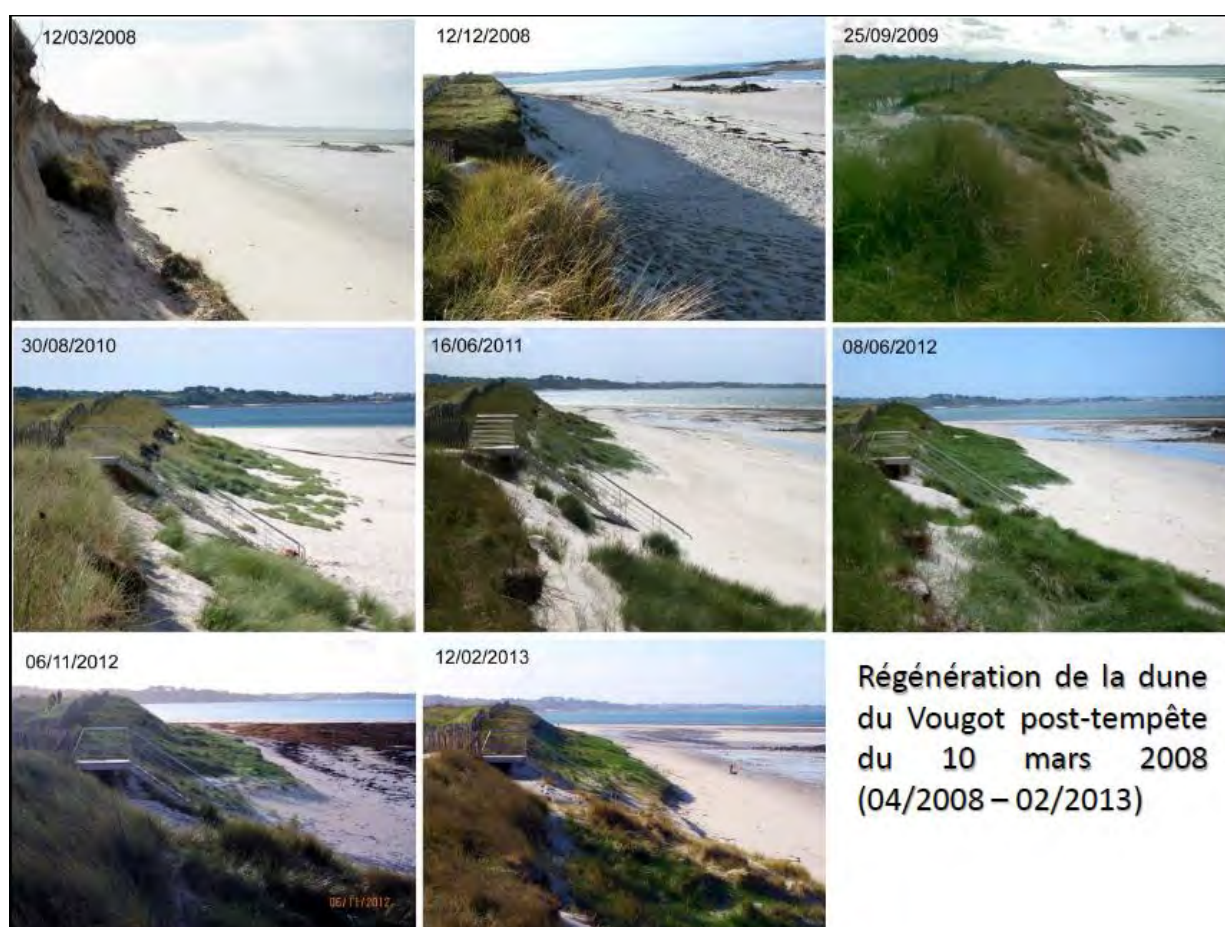 12/03/2008
12/12/2008
25/09/2009
30/08/2010
16/06/2011
08/06/2012
06/11/2012
06/11/2012
12/02/2013
Régénération de la dune
du Vougot post-tempête
du 10 mars 2008
(04/2008 – 02/2013)